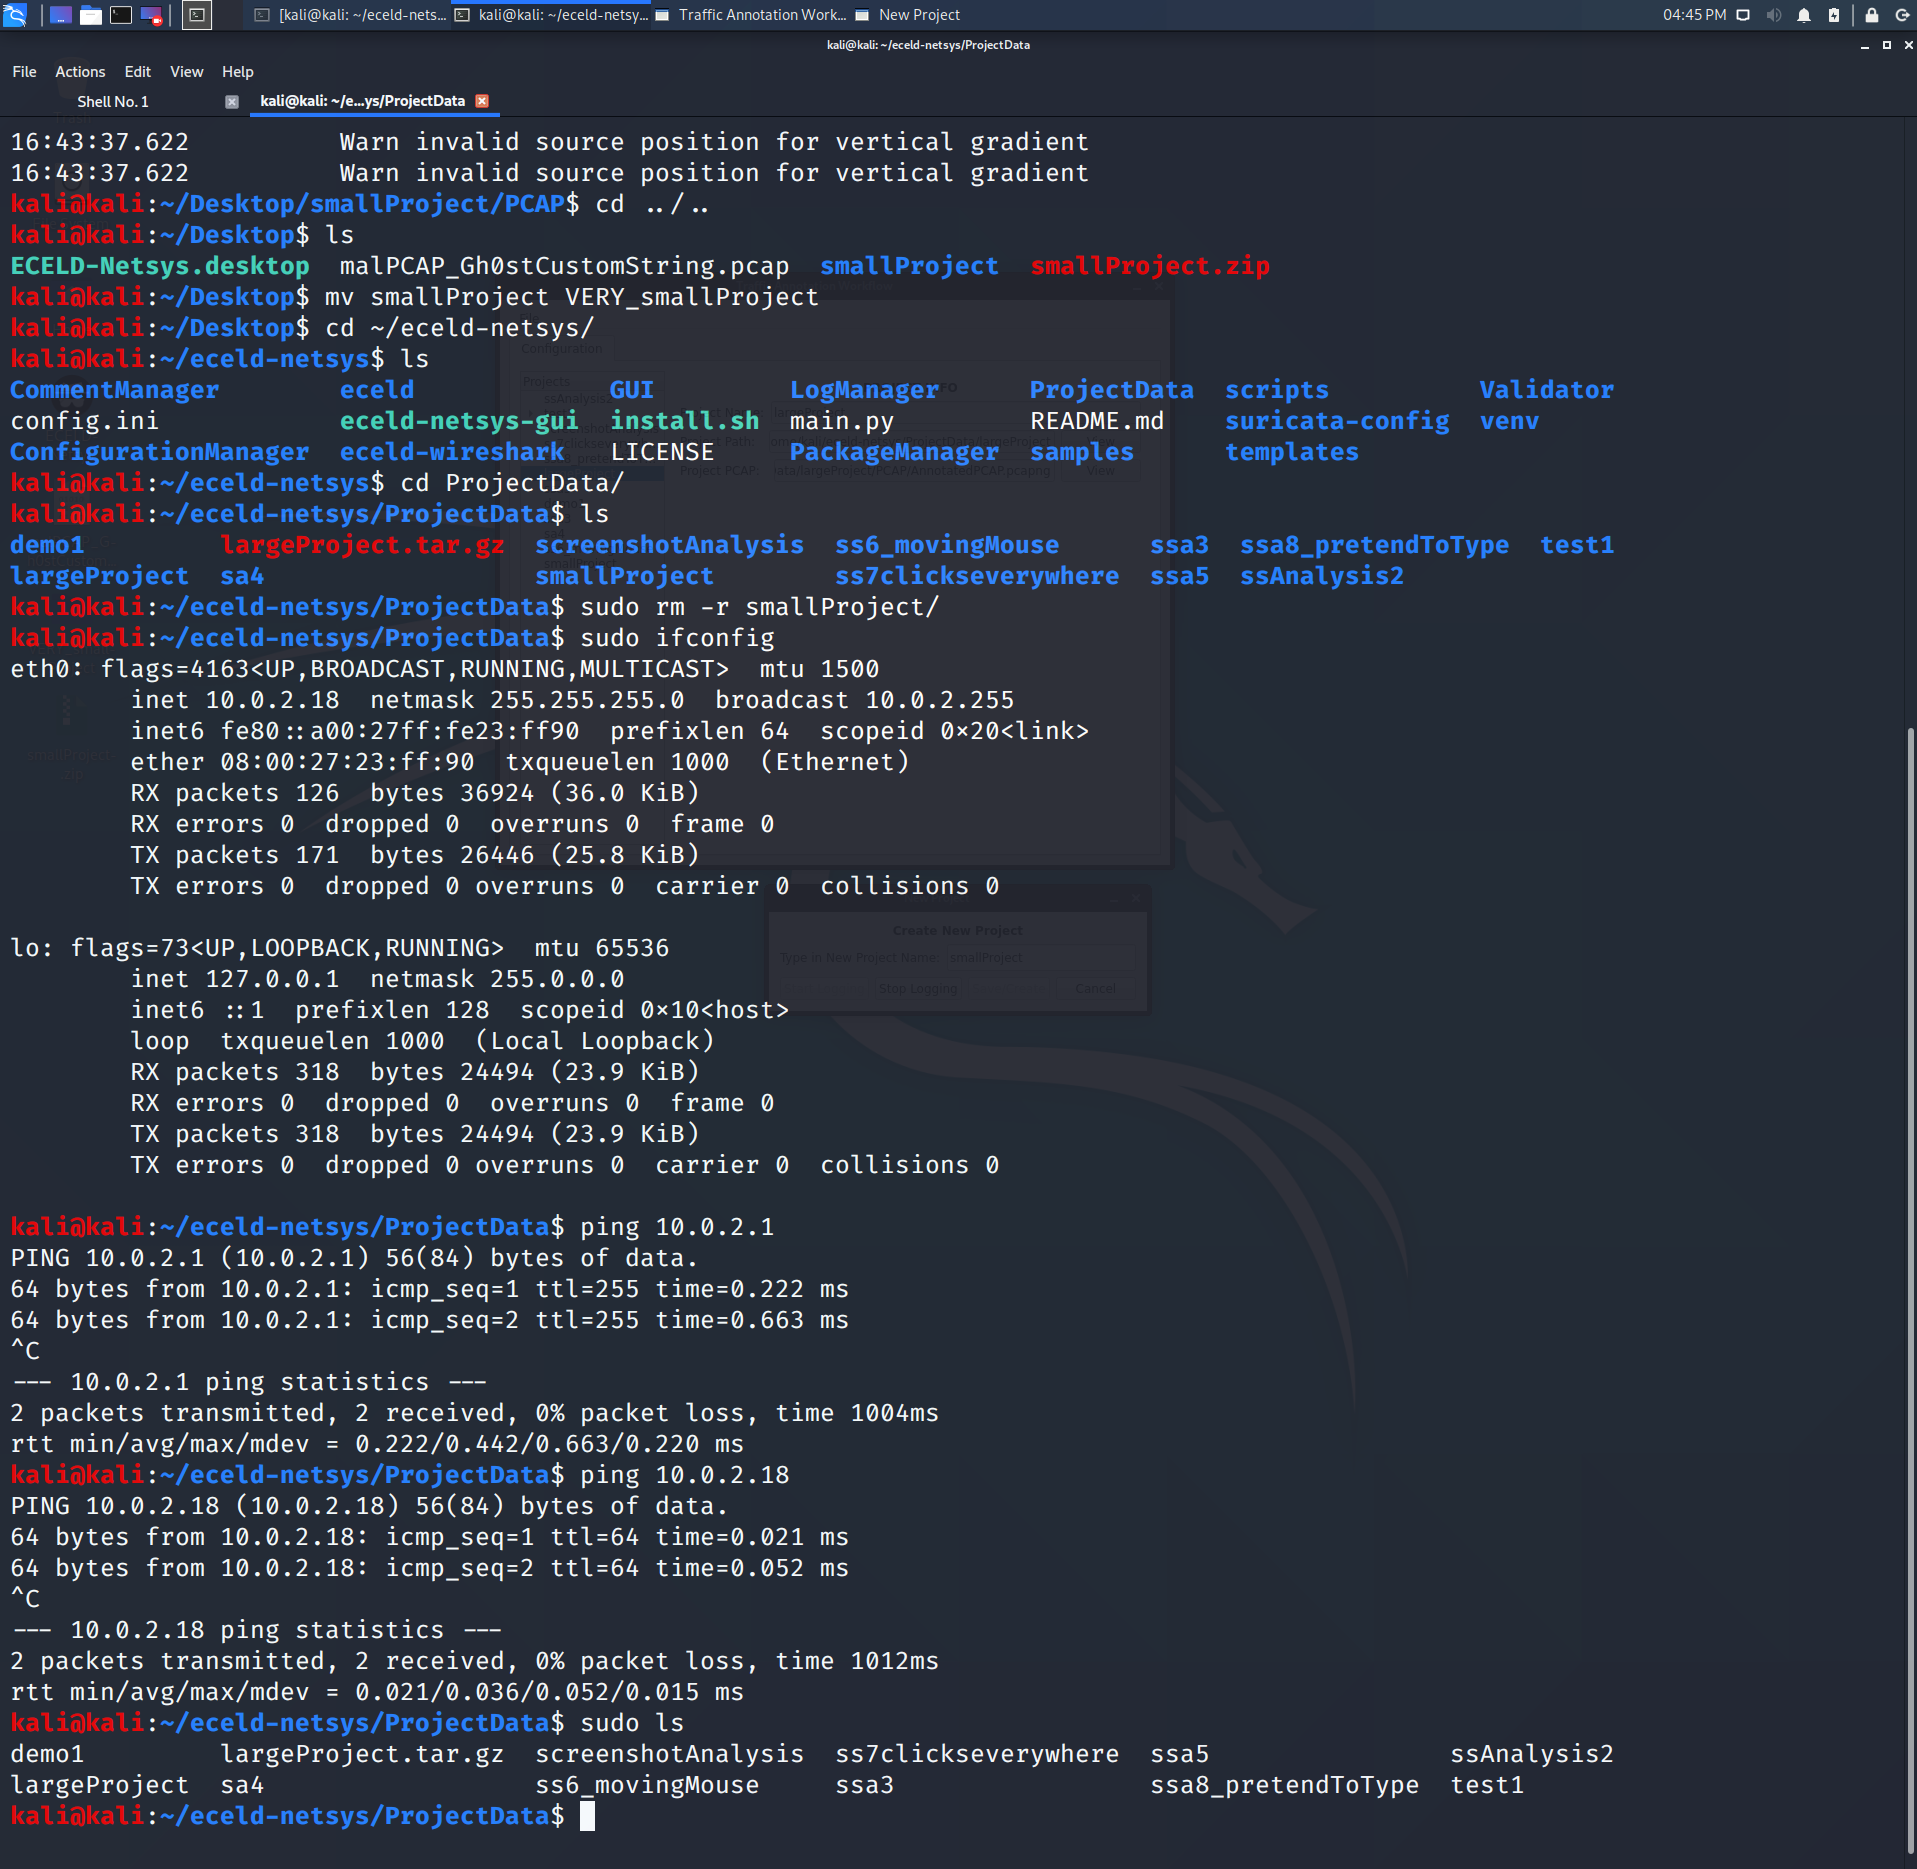 [kali@kali: ~/eceld-nets... kali@kali: ~/eceld-netsy... Traffic Annotation Work... New Project 04:45 PM
kali@kali: ~/eceld-netsys/ProjectData
File Actions Edit View Help
Shell No. 1 kali@kali: ~/e...ys/ProjectData
16:43:37.622          Warn invalid source position for vertical gradient
16:43:37.622          Warn invalid source position for vertical gradient
kali@kali:~/Desktop/smallProject/PCAP$ cd ../..
kali@kali:~/Desktop$ ls
ECELD-Netsys.desktop  malPCAP_Gh0stCustomString.pcap  smallProject  smallProject.zip
kali@kali:~/Desktop$ mv smallProject VERY_smallProject
kali@kali:~/Desktop$ cd ~/eceld-netsys/
kali@kali:~/eceld-netsys$ ls
CommentManager        eceld             GUI         LogManager      ProjectData  scripts          Validator
config.ini            eceld-netsys-gui  install.sh  main.py         README.md    suricata-config  venv
ConfigurationManager  eceld-wireshark   LICENSE     PackageManager  samples      templates
kali@kali:~/eceld-netsys$ cd ProjectData/
kali@kali:~/eceld-netsys/ProjectData$ ls
demo1         largeProject.tar.gz  screenshotAnalysis  ss6_movingMouse      ssa3  ssa8_pretendToType  test1
largeProject  sa4                  smallProject        ss7clickseverywhere  ssa5  ssAnalysis2
kali@kali:~/eceld-netsys/ProjectData$ sudo rm -r smallProject/
kali@kali:~/eceld-netsys/ProjectData$ sudo ifconfig
eth0: flags=4163<UP,BROADCAST,RUNNING,MULTICAST>  mtu 1500
        inet 10.0.2.18  netmask 255.255.255.0  broadcast 10.0.2.255
        inet6 fe80::a00:27ff:fe23:ff90  prefixlen 64  scopeid 0x20<link>
        ether 08:00:27:23:ff:90  txqueuelen 1000  (Ethernet)
        RX packets 126  bytes 36924 (36.0 KiB)
        RX errors 0  dropped 0  overruns 0  frame 0
        TX packets 171  bytes 26446 (25.8 KiB)
        TX errors 0  dropped 0 overruns 0  carrier 0  collisions 0
lo: flags=73<UP,LOOPBACK,RUNNING>  mtu 65536
        inet 127.0.0.1  netmask 255.0.0.0
        inet6 ::1  prefixlen 128  scopeid 0x10<host>
        loop  txqueuelen 1000  (Local Loopback)
        RX packets 318  bytes 24494 (23.9 KiB)
        RX errors 0  dropped 0  overruns 0  frame 0
        TX packets 318  bytes 24494 (23.9 KiB)
        TX errors 0  dropped 0 overruns 0  carrier 0  collisions 0
kali@kali:~/eceld-netsys/ProjectData$ ping 10.0.2.1
PING 10.0.2.1 (10.0.2.1) 56(84) bytes of data.
64 bytes from 10.0.2.1: icmp_seq=1 ttl=255 time=0.222 ms
64 bytes from 10.0.2.1: icmp_seq=2 ttl=255 time=0.663 ms
^C
--- 10.0.2.1 ping statistics ---
2 packets transmitted, 2 received, 0% packet loss, time 1004ms
rtt min/avg/max/mdev = 0.222/0.442/0.663/0.220 ms
kali@kali:~/eceld-netsys/ProjectData$ ping 10.0.2.18
PING 10.0.2.18 (10.0.2.18) 56(84) bytes of data.
64 bytes from 10.0.2.18: icmp_seq=1 ttl=64 time=0.021 ms
64 bytes from 10.0.2.18: icmp_seq=2 ttl=64 time=0.052 ms
^C
--- 10.0.2.18 ping statistics ---
2 packets transmitted, 2 received, 0% packet loss, time 1012ms
rtt min/avg/max/mdev = 0.021/0.036/0.052/0.015 ms
kali@kali:~/eceld-netsys/ProjectData$ sudo ls
demo1         largeProject.tar.gz  screenshotAnalysis  ss7clickseverywhere  ssa5                ssAnalysis2
largeProject  sa4                  ss6_movingMouse     ssa3                 ssa8_pretendToType  test1
kali@kali:~/eceld-netsys/ProjectData$
Configuration
Projects
Project Path:
Project PCAP:
View
Create New Project
Type in New Project Name: smallProject
Stop Logging Cancel
smallProject.
zip